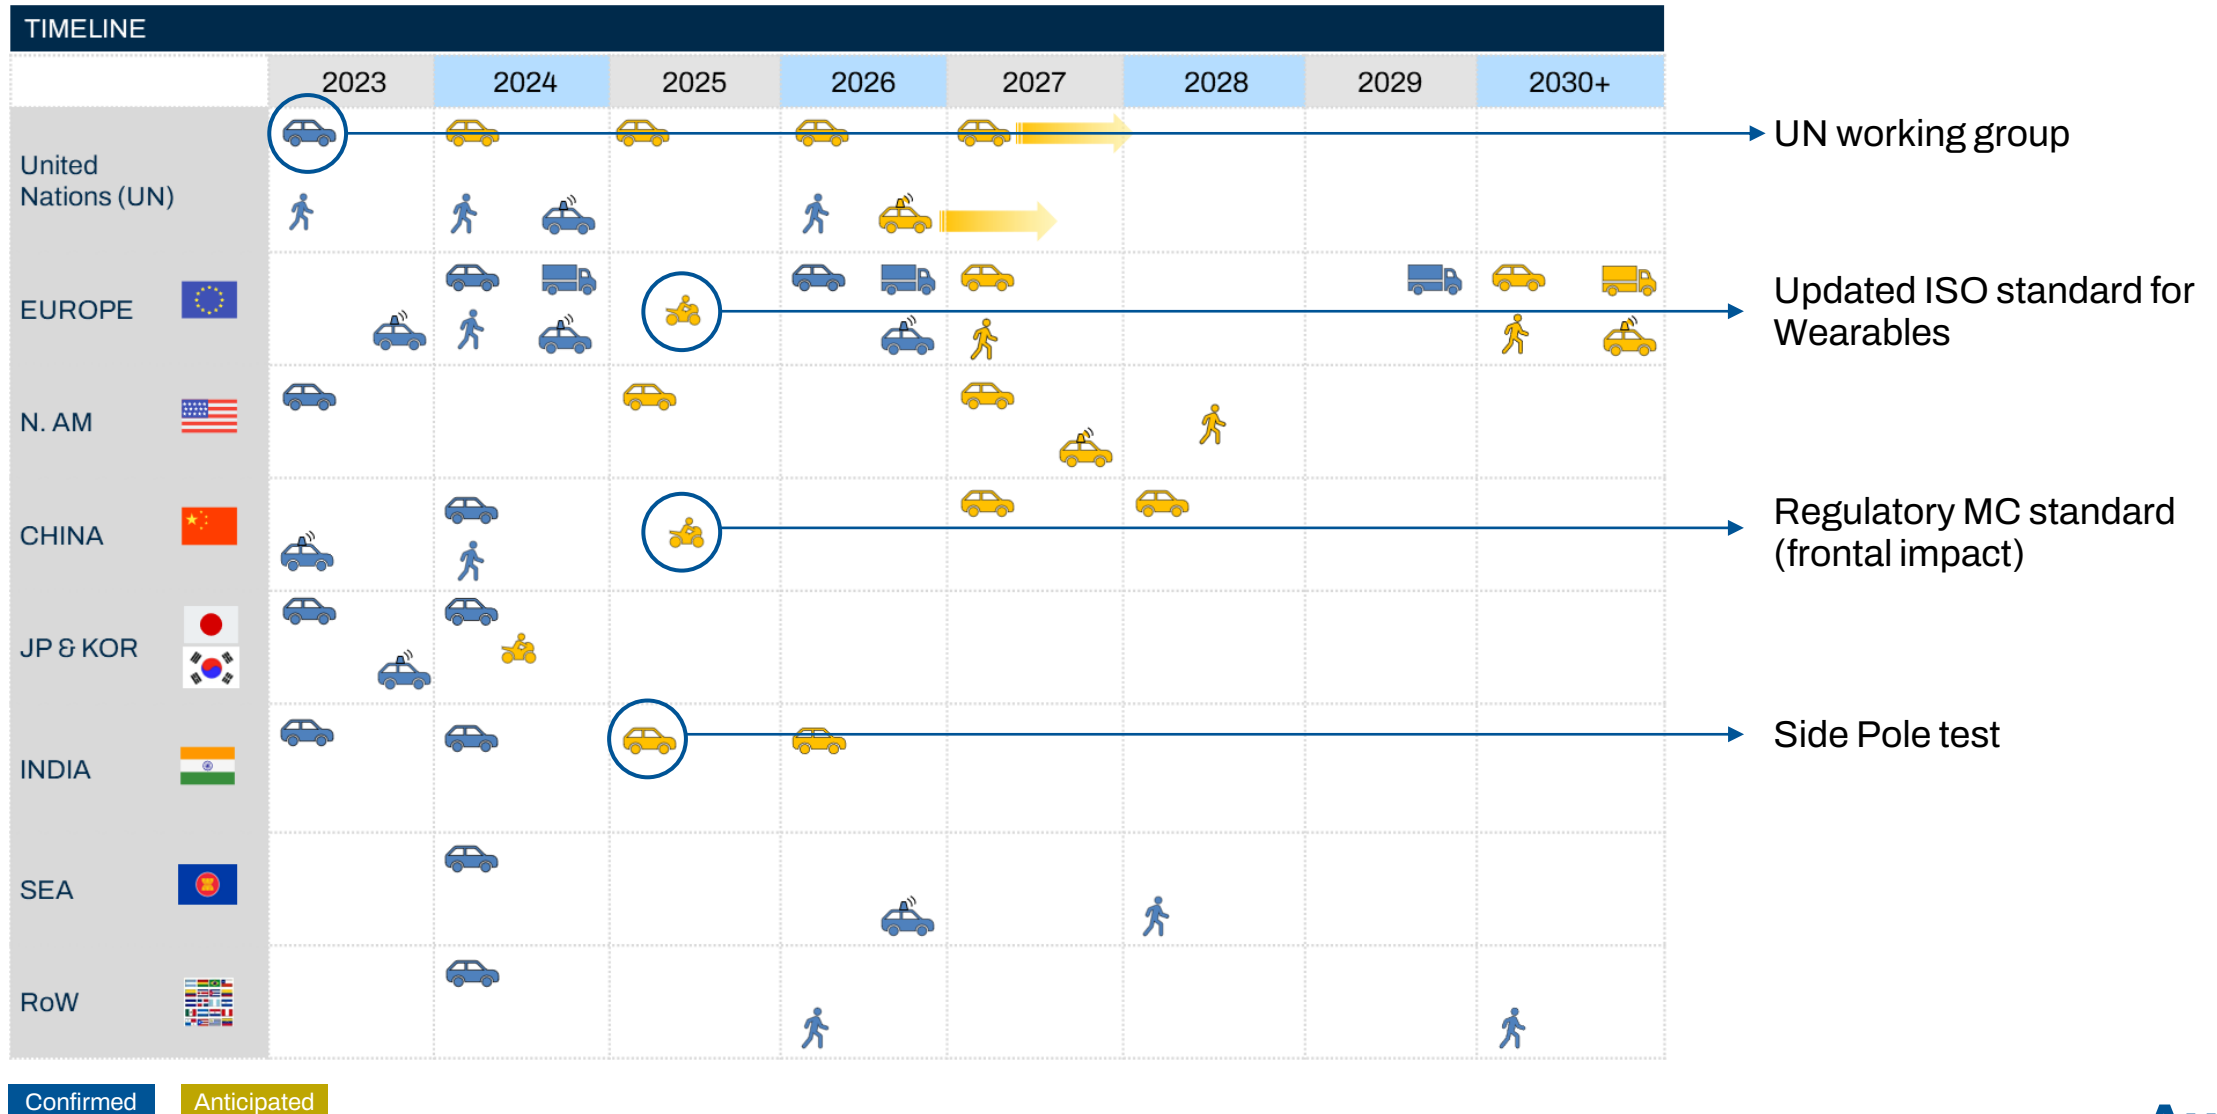 TIMELINE
2023 2024 2025 2026 2027 2028 2029 2030+
United
Nations (UN)
UN working group
EUROPE
Updated ISO standard for
Wearables
N. AM
CHINA
Regulatory MC standard
(frontal impact)
JP & KOR
INDIA
Side Pole test
SEA
RoW
Confirmed Anticipated